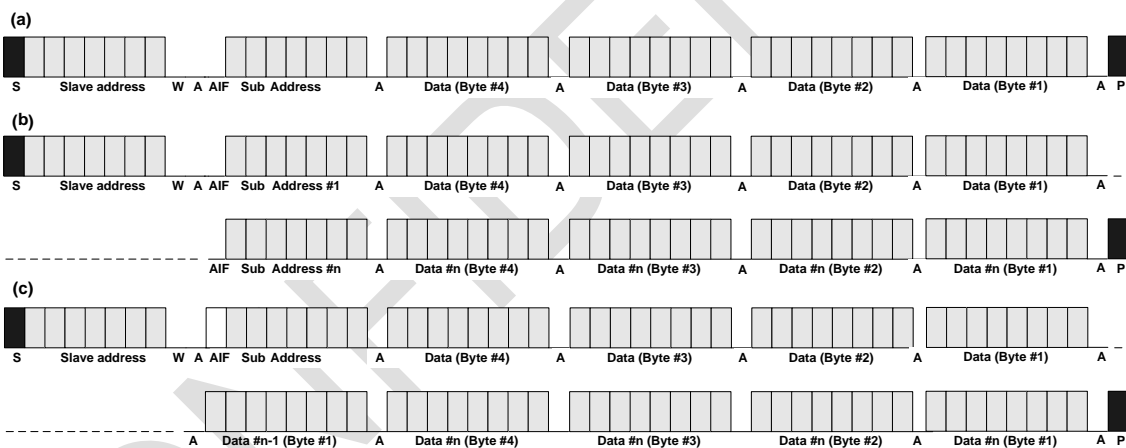 (a)
S Slave address W A AIF Sub Address A Data (Byte #4) A Data (Byte #3) A Data (Byte #2) A Data (Byte #1) A P
(b)
S Slave address W A AIF Sub Address #1 A Data (Byte #4) A Data (Byte #3) A Data (Byte #2) A Data (Byte #1) A
AIF Sub Address #n A Data #n (Byte #4) A Data #n (Byte #3) A Data #n (Byte #2) A Data #n (Byte #1) A P
(c)
S Slave address W A AIF Sub Address A Data (Byte #4) A Data (Byte #3) A Data (Byte #2) A Data (Byte #1) A
A Data #n-1 (Byte #1) A Data #n (Byte #4) A Data #n (Byte #3) A Data #n (Byte #2) A Data #n (Byte #1) A P